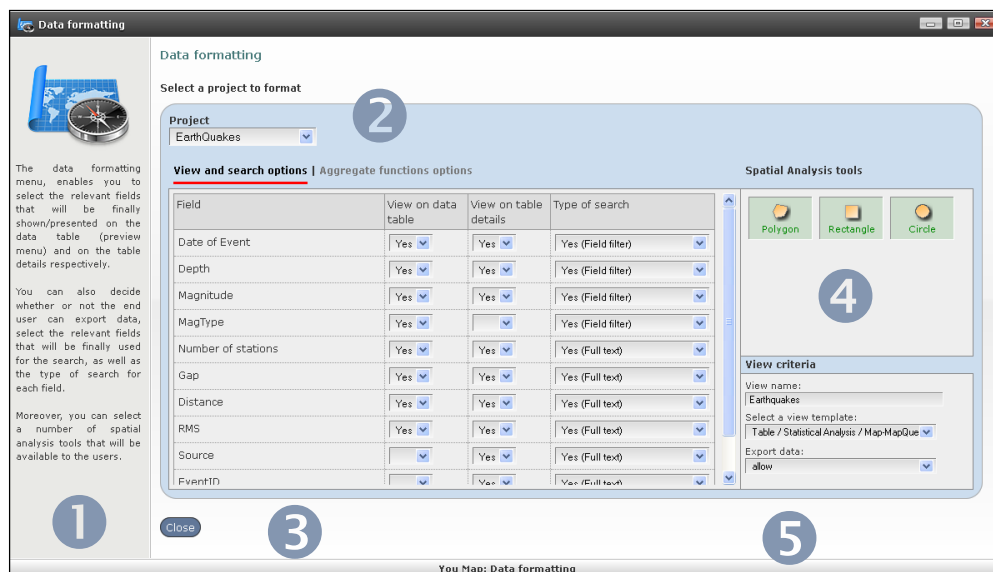 Data formatting
Data formatting
Select a project to format
Project
EarthQuakes
2
The data formatting
menu, enables you to
select the relevant fields
that will be finally
shown/presented on the
data table (preview
menu) and on the table
details respectively.
You can also decide
whether or not the end
user can export data,
select the relevant fields
that will be finally used
for the search, as well as
the type of search for
each field.
Moreover, you can select
a number of spatial
analysis tools that will be
available to the users.
1
View and search options | Aggregate functions options
Field View on data table View on table details Type of search
Date of Event Yes Yes Yes (Field filter)
Depth Yes Yes Yes (Field filter)
Magnitude Yes Yes Yes (Field filter)
MagType Yes Yes (Field filter)
Number of stations Yes Yes Yes (Full text)
Gap Yes Yes Yes (Full text)
Distance Yes Yes Yes (Full text)
RMS Yes Yes Yes (Full text)
Source Yes Yes (Full text)
EventID Yes Yes (Full text)
Spatial Analysis tools
Polygon Rectangle Circle
4
View criteria
View name:
Earthquakes
Select a view template:
Table / Statistical Analysis / Map-MapQue
Export data:
allow
Close
3
5
You Map: Data formatting